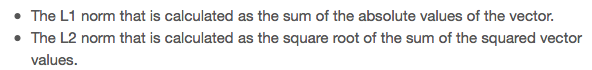 • The L1 norm that is calculated as the sum of the absolute values of the vector.
• The L2 norm that is calculated as the square root of the sum of the squared vector
values.